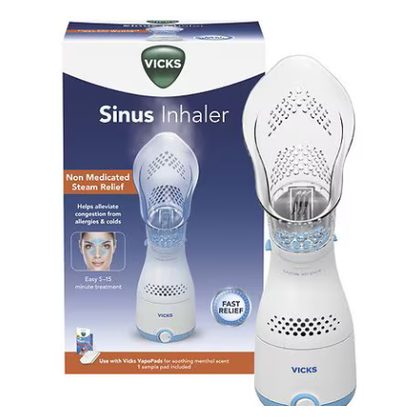 VICKS
Sinus Inhaler
Non Medicated
Steam Relief
Helps alleviate
congestion from
allergies & colds
Easy 5-15
minute treatment
FAST
RELIEF
VICKS
Use with Vicks VapoPads for soothing menthol scent
1 sample pad included
VICKS